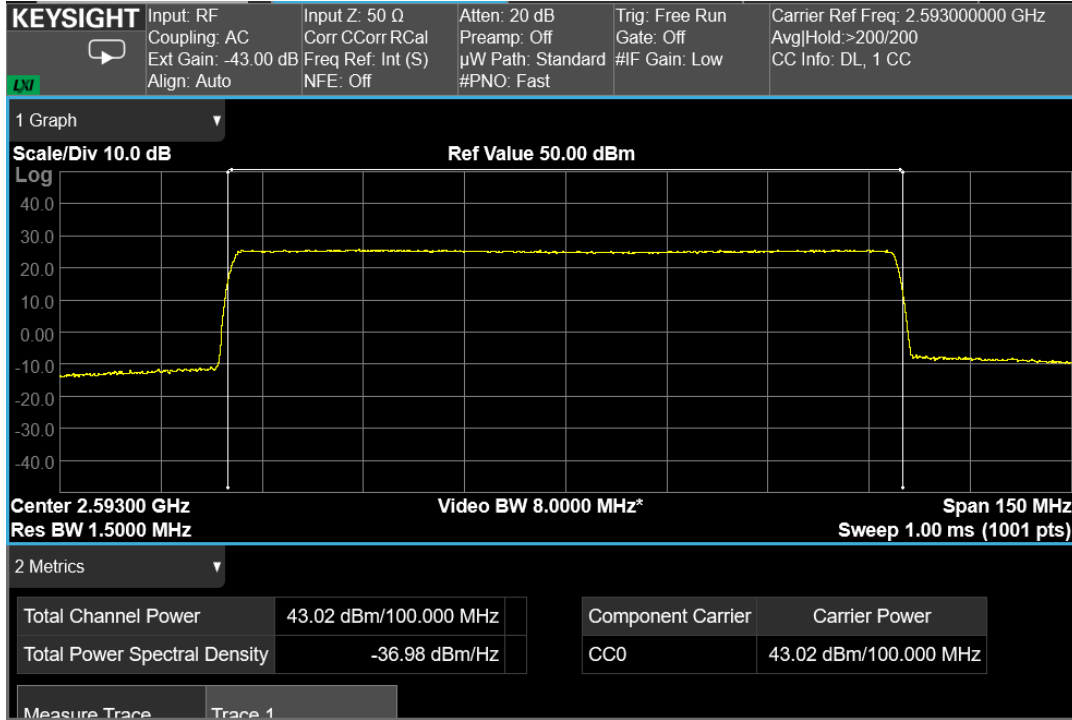 KEYSIGHT Input: RF Input Z: 50 Ω Atten: 20 dB Trig: Free Run Carrier Ref Freq: 2.593000000 GHz
Coupling: AC Corr CCorr RCal Preamp: Off Gate: Off Avg|Hold:>200/200
Ext Gain: -43.00 dB Freq Ref: Int (S) µW Path: Standard #IF Gain: Low CC Info: DL, 1 CC
LXI Align: Auto NFE: Off #PNO: Fast
1 Graph
Scale/Div 10.0 dB Ref Value 50.00 dBm
Log
40.0
30.0
20.0
10.0
0.00
-10.0
-20.0
-30.0
-40.0
Center 2.59300 GHz Video BW 8.0000 MHz* Span 150 MHz
Res BW 1.5000 MHz Sweep 1.00 ms (1001 pts)
2 Metrics
Total Channel Power 43.02 dBm/100.000 MHz Component Carrier Carrier Power
Total Power Spectral Density -36.98 dBm/Hz CC0 43.02 dBm/100.000 MHz
Measure Trace Trace 1